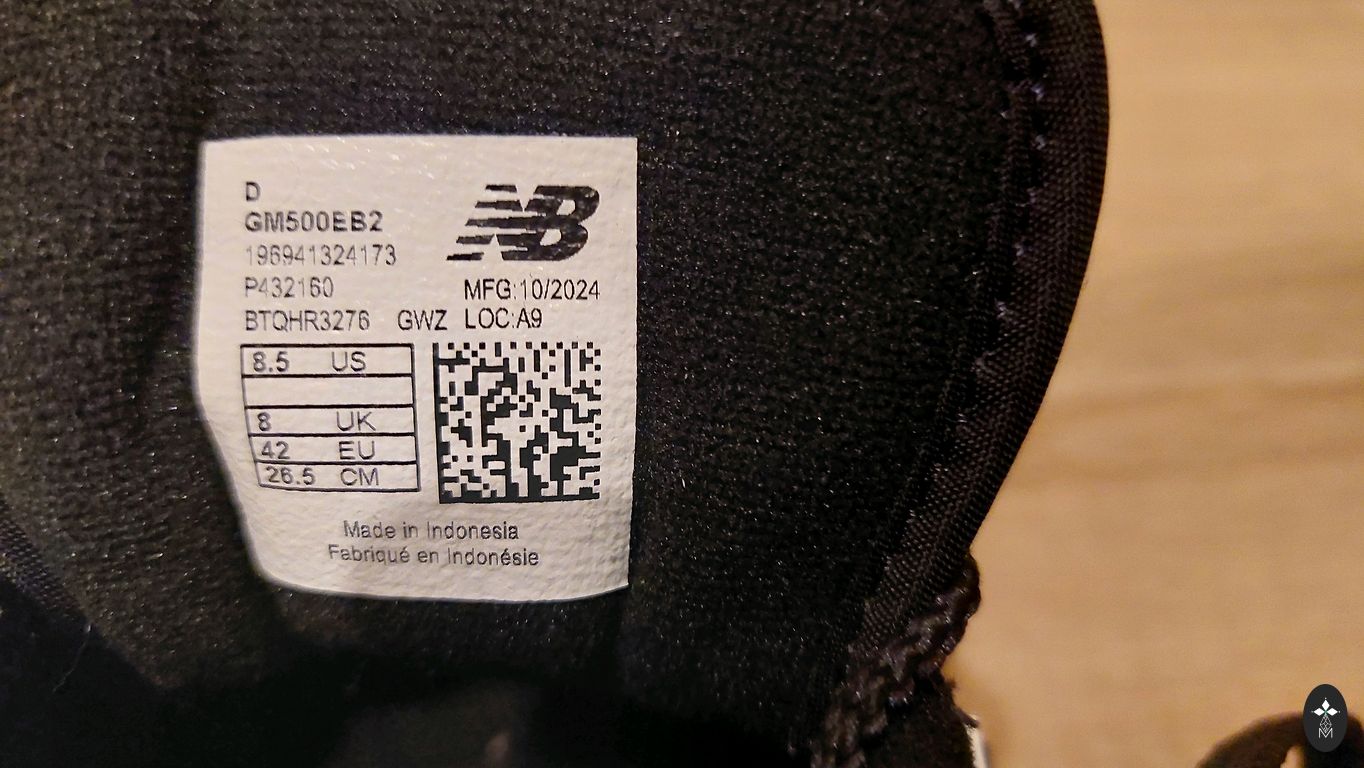 D
GM500EB2
196941324173
P432160
BTQHR3276 GWZ
NB
MFG:10/2024
LOC:A9
8.5 US
8 UK
42 EU
26.5 CM
Made in Indonesia
Fabriqué en Indonésie
M